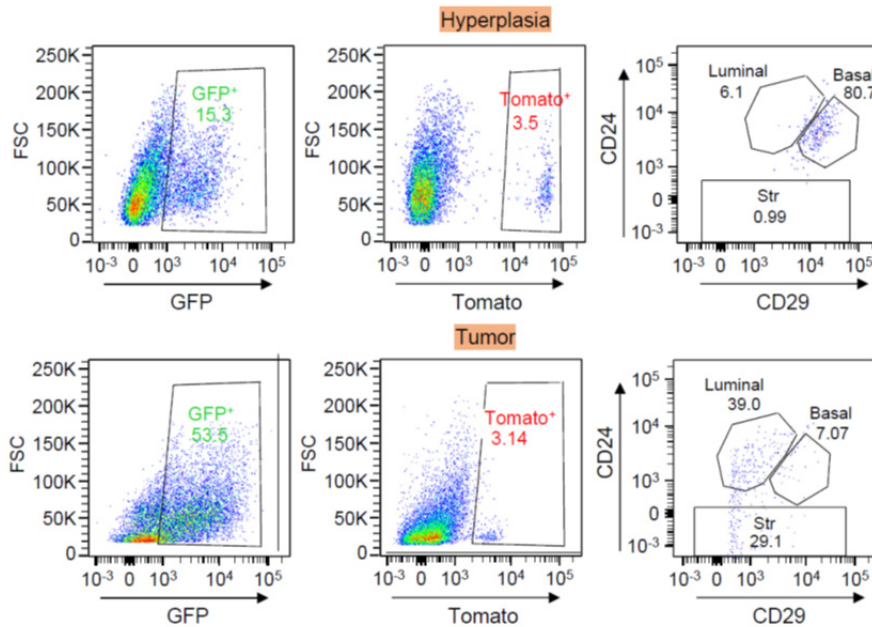 Hyperplasia
250K
200K
150K
100K
50K
0
FSC
GFP⁺
15.3
10⁻³ 0 10³ 10⁴ 10⁵
GFP
250K
200K
150K
100K
50K
0
FSC
Tomato⁺
3.5
10⁻³ 0 10³ 10⁴ 10⁵
Tomato
10⁵
10⁴
10³
0
10⁻³
CD24
Luminal
6.1
Basal
80.7
Str
0.99
10⁻³ 0 10³ 10⁴ 10⁵
CD29
Tumor
250K
200K
150K
100K
50K
0
FSC
GFP⁺
53.5
10⁻³ 0 10³ 10⁴ 10⁵
GFP
250K
200K
150K
100K
50K
0
FSC
Tomato⁺
3.14
10⁻³ 0 10³ 10⁴ 10⁵
Tomato
10⁵
10⁴
10³
0
10⁻³
CD24
Luminal
39.0
Basal
7.07
Str
29.1
10⁻³ 0 10³ 10⁴ 10⁵
CD29